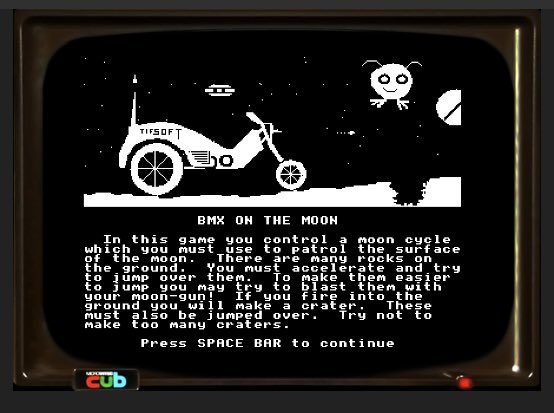 TIFSOFT
BMX ON THE MOON
In this game you control a moon cycle
which you must use to patrol the surface
of the moon. There are many rocks on
the ground. You must accelerate and try
to jump over them. To make them easier
to jump you may try to blast them with
your moon-gun! If you fire into the
ground you will make a crater. These
must also be jumped over. Try not to
make too many craters.
Press SPACE BAR to continue
MICROVITEC
cub